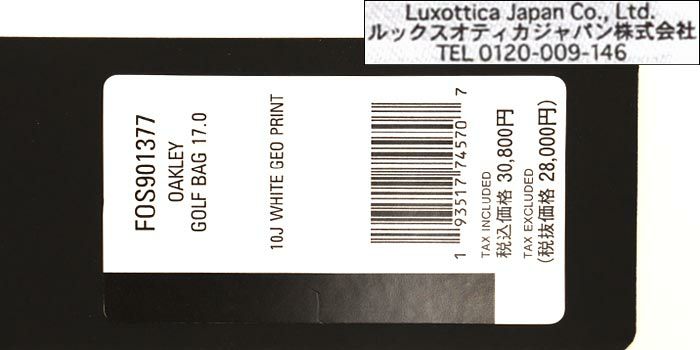 Luxottica Japan Co., Ltd.
ルックスオティカジャパン株式会社
TEL 0120-009-146
FOS901377
OAKLEY
GOLF BAG 17.0
10J WHITE GEO PRINT
1 93517 74570 7
TAX INCLUDED
税込価格 30,800円
TAX EXCLUDED
(税抜価格 28,000円)